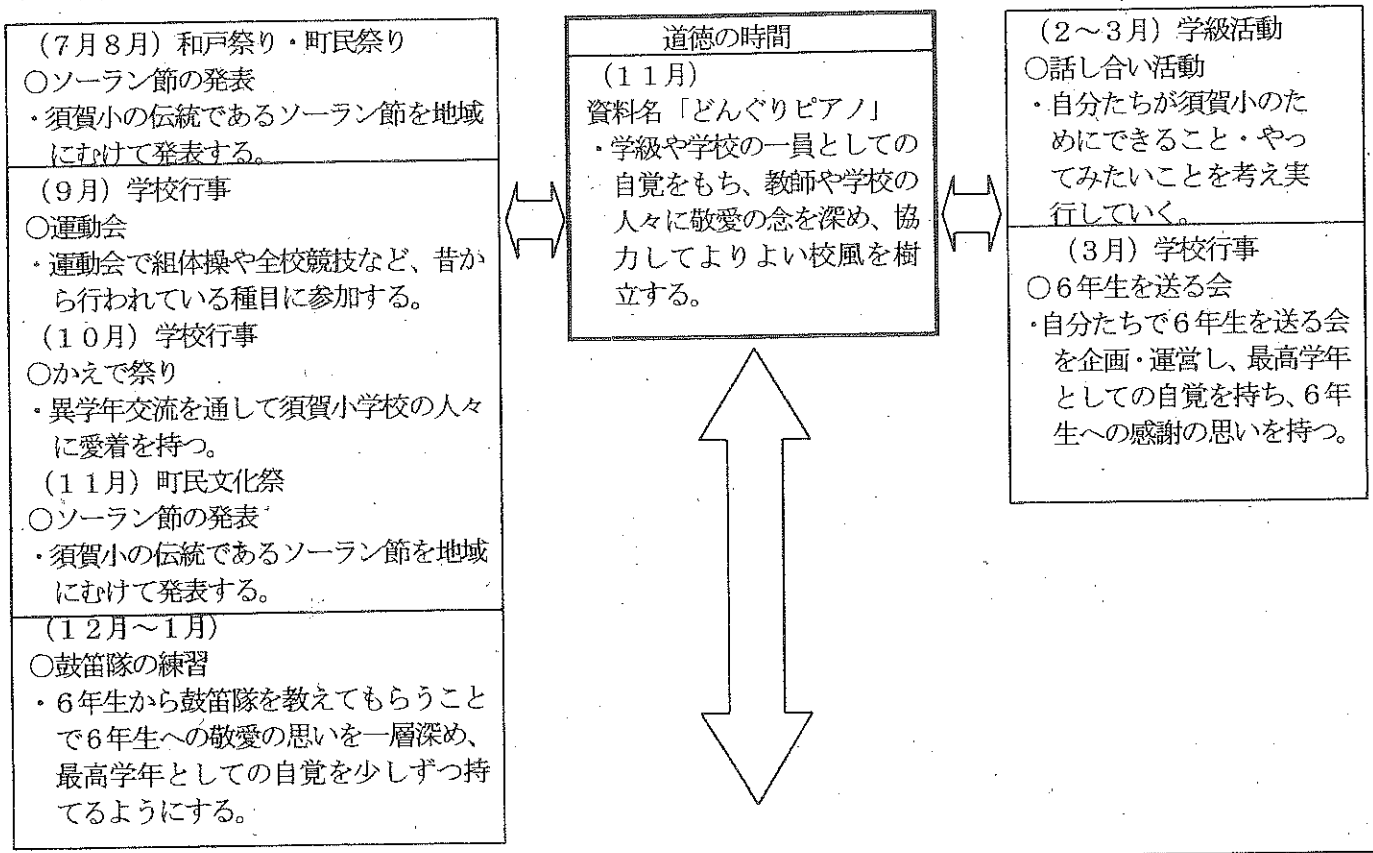 (7月8月) 和戸祭り・町民祭り
○ソーラン節の発表
・須賀小の伝統であるソーラン節を地域
にむけて発表する。
(9月) 学校行事
○運動会
・運動会で組体操や全校競技など、昔か
ら行われている種目に参加する。
(10月) 学校行事
○かえで祭り
・異学年交流を通して須賀小学校の人々
に愛着を持つ。
(11月) 町民文化祭
○ソーラン節の発表
・須賀小の伝統であるソーラン節を地域
にむけて発表する。
(12月～1月)
○鼓笛隊の練習
・6年生から鼓笛隊を教えてもらうこと
で6年生への敬愛の思いを一層深め、
最高学年としての自覚を少しずつ持
てるようにする。
道徳の時間
(11月)
資料名「どんぐりピアノ」
・学級や学校の一員としての
自覚をもち、教師や学校の
人々に敬愛の念を深め、協
力してよりよい校風を樹
立する。
(2～3月) 学級活動
○話し合い活動
・自分たちが須賀小のた
めにできること・やっ
てみたいことを考え実
行していく。
(3月) 学校行事
○6年生を送る会
・自分たちで6年生を送る会
を企画・運営し、最高学年
としての自覚を持ち、6年
生への感謝の思いを持つ。